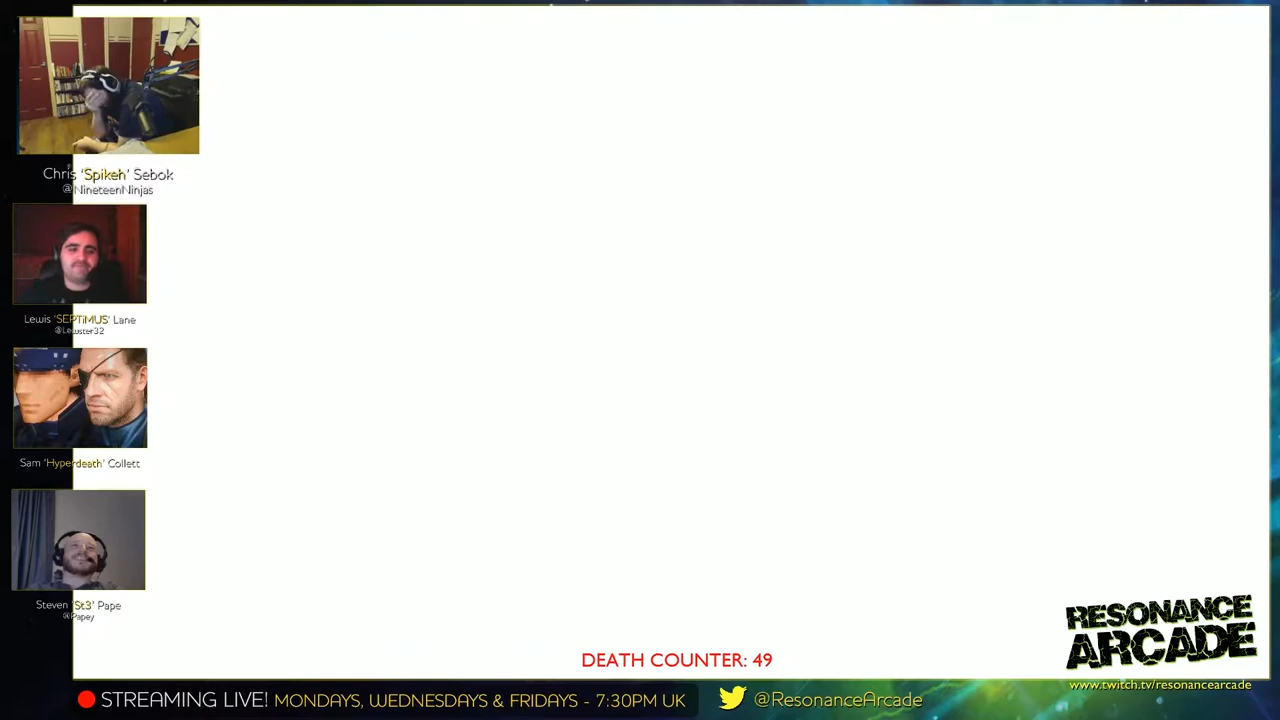 Chris 'Spikeh' Sebok
@NineteenNinjas
Lewis 'SEPTiMUS' Lane
@Lewster32
Sam 'Hyperdeath' Collett
Steven 'St3' Pape
@Papey
RESONANCE
ARCADE
www.twitch.tv/resonancearcade
DEATH COUNTER: 49
STREAMING LIVE! MONDAYS, WEDNESDAYS & FRIDAYS - 7:30PM UK
@ResonanceArcade